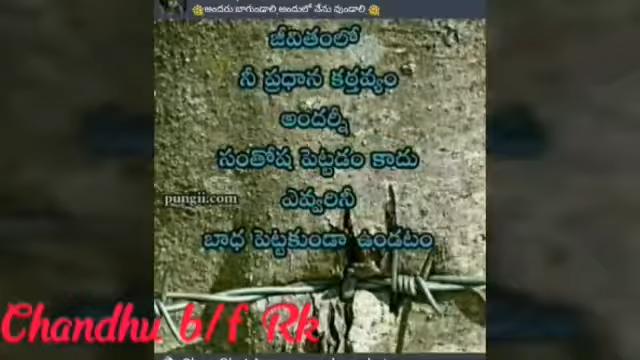 అందరు బాగుండాలి అందులో నేను వుండాలి
జీవితంలో
నీ ప్రధాన కర్తవ్యం
అందర్నీ
సంతోష పెట్టడం కాదు
pungii.com
ఎవ్వరినీ
బాధ పెట్టకుండా ఉండటం
Chandhu b/f Rk